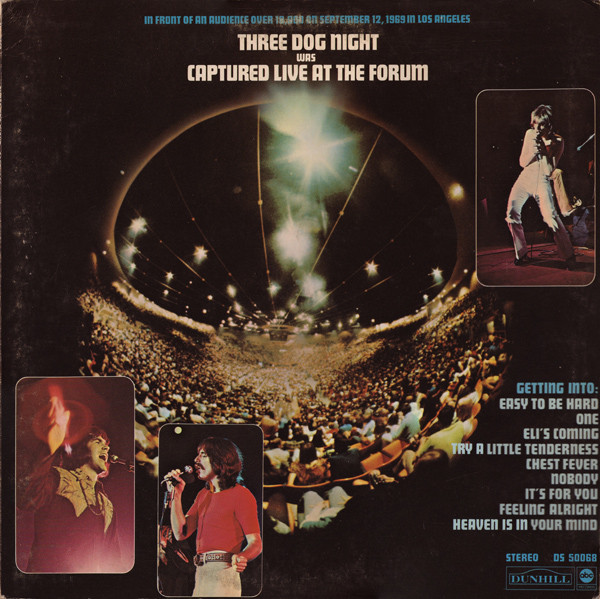 IN FRONT OF AN AUDIENCE OVER ON SEPTEMBER 12, 1969 IN LOS ANGELES
THREE DOG NIGHT
WAS
CAPTURED LIVE AT THE FORUM
GETTING INTO:
EASY TO BE HARD
ONE
ELI'S COMING
TRY A LITTLE TENDERNESS
CHEST FEVER
NOBODY
IT'S FOR YOU
FEELING ALRIGHT
HEAVEN IS IN YOUR MIND
STEREO DS 50068
DUNHILL
abc